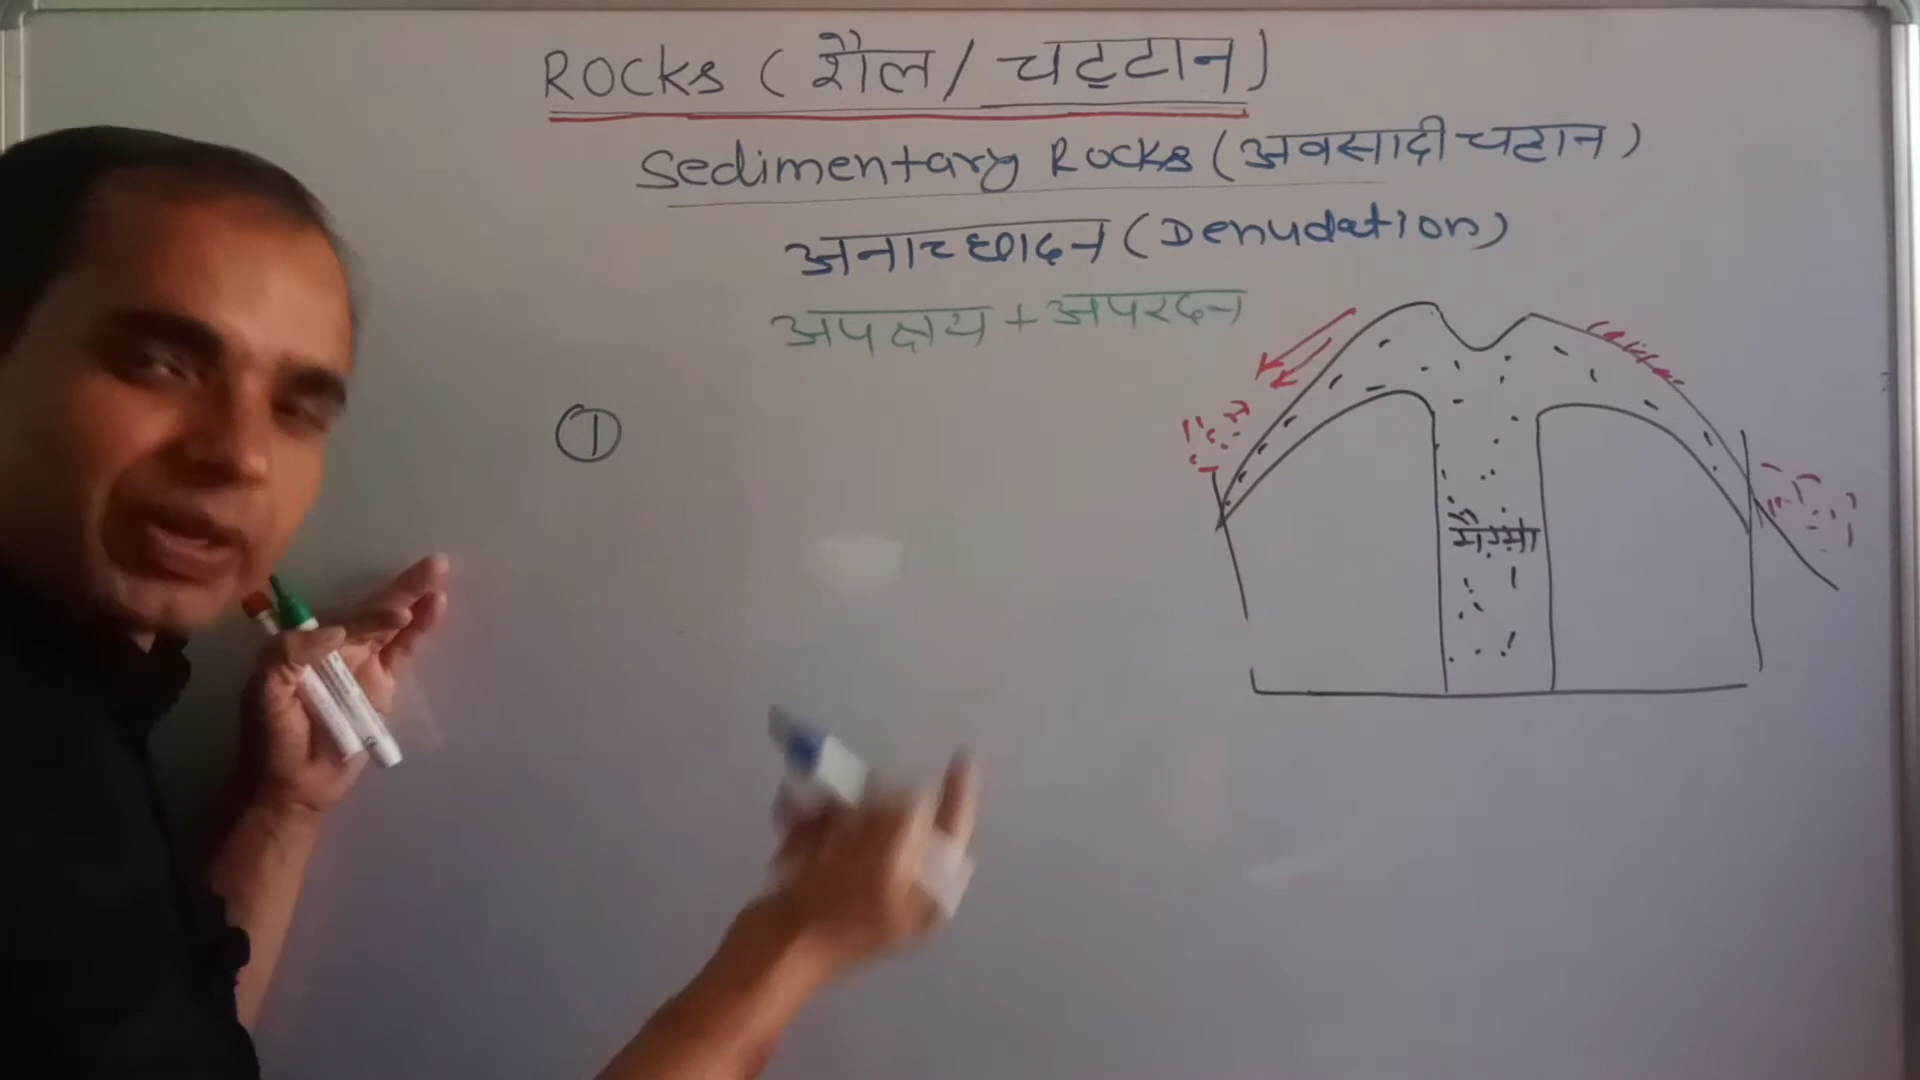 Rocks (शैल / चट्टान)
Sedimentary Rocks (अवसादी चट्टान)
अनाच्छादन (Denudation)
अपक्षय + अपरदन
①
मैग्मा